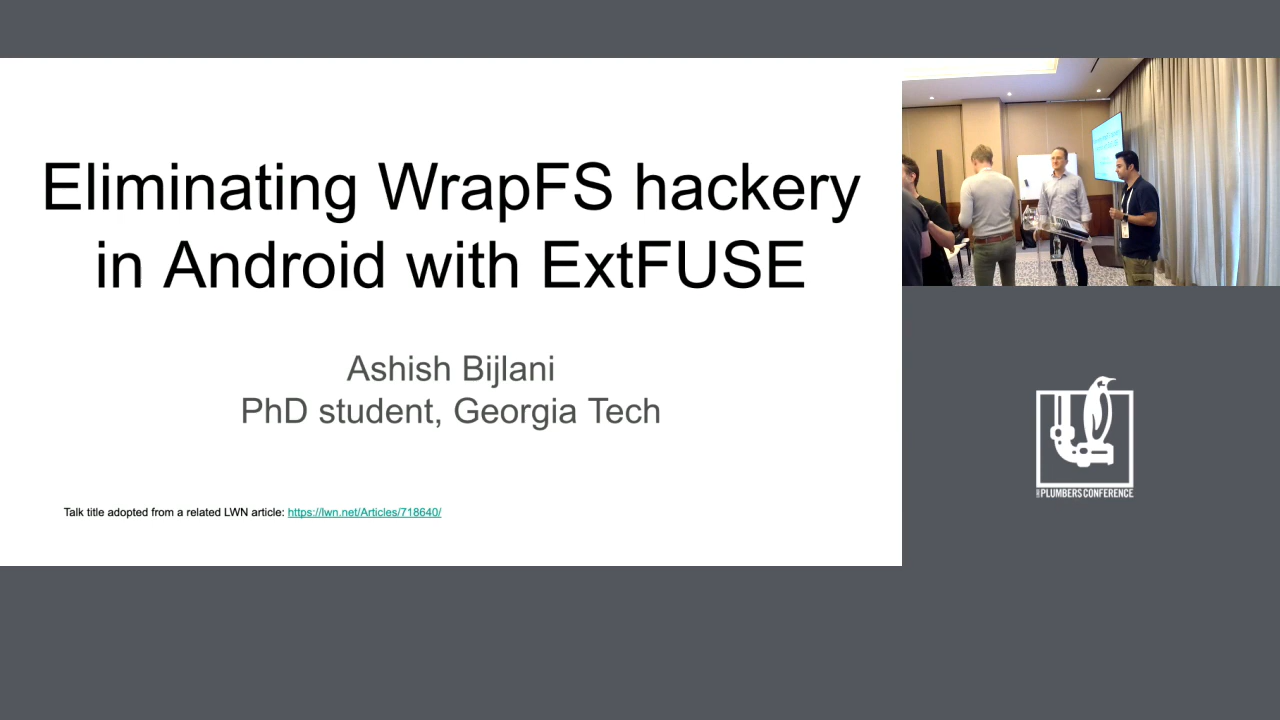 Eliminating WrapFS hackery
in Android with ExtFUSE
Ashish Bijlani
PhD student, Georgia Tech
Talk title adopted from a related LWN article: https://lwn.net/Articles/718640/
PLUMBERS CONFERENCE